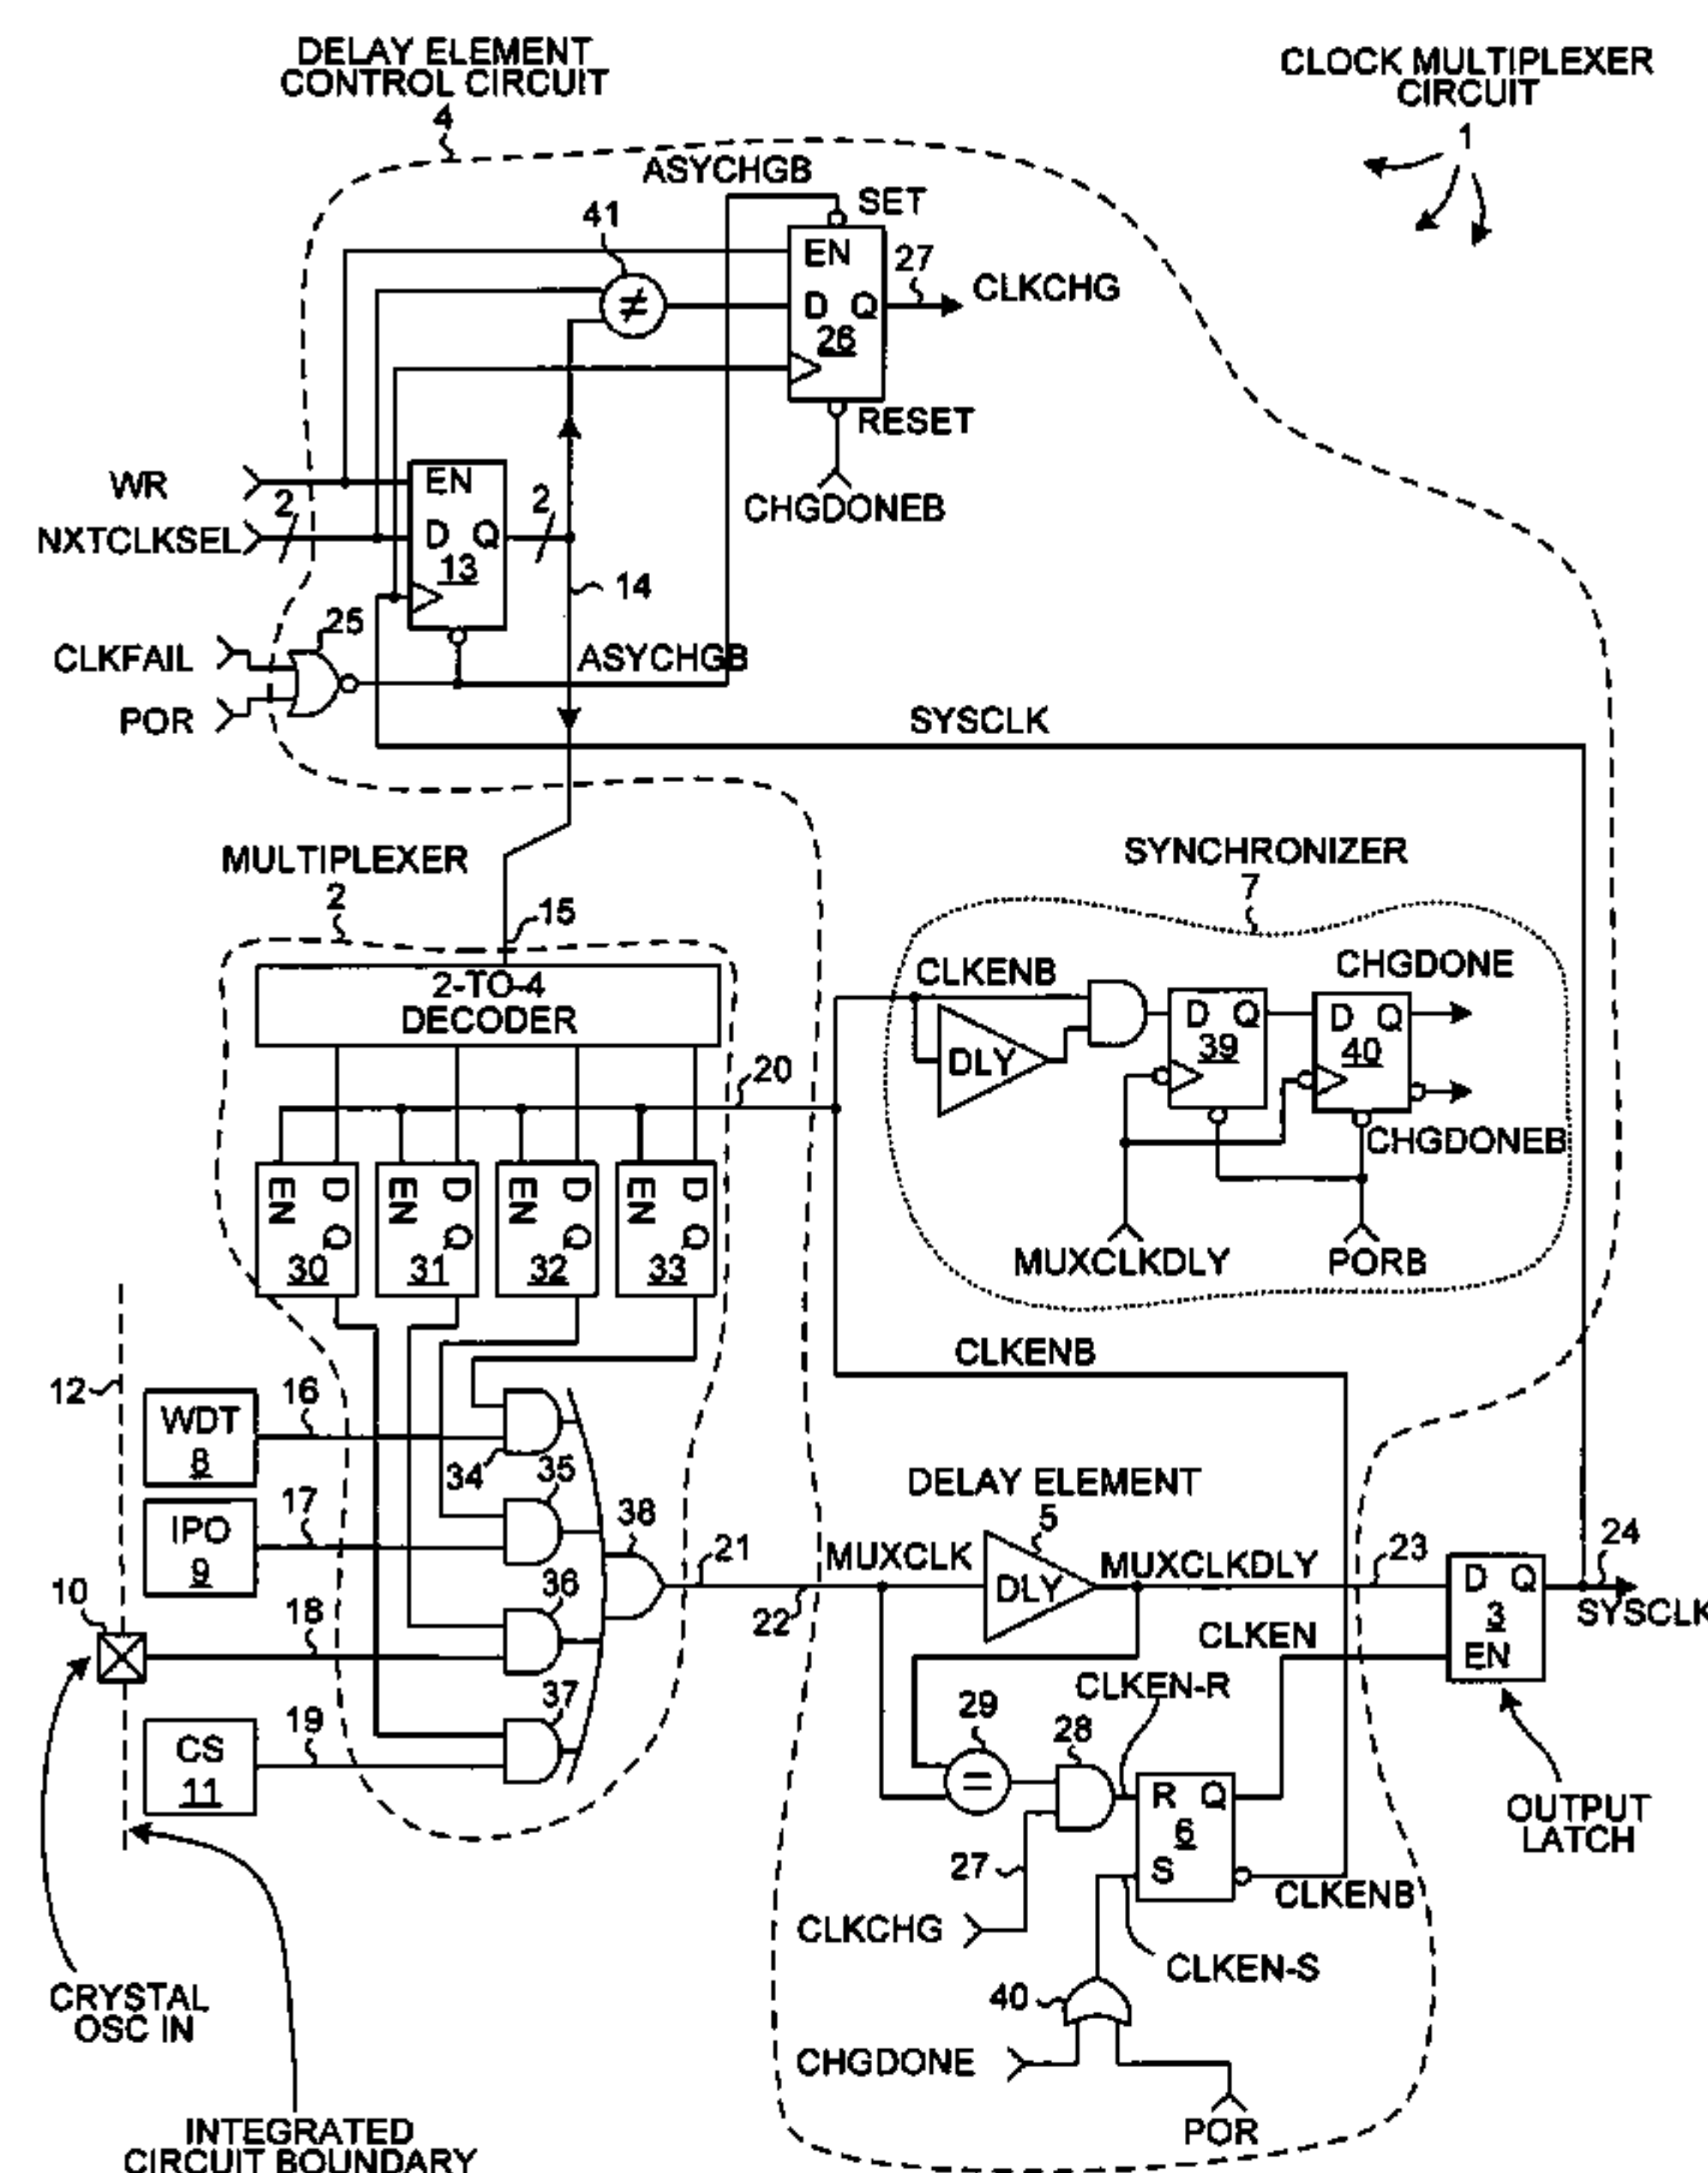 DELAY ELEMENT
CONTROL CIRCUIT
4
CLOCK MULTIPLEXER
CIRCUIT
1
ASYCHGB
SET
41
EN
27
CLKCHG
≠
D Q
26
RESET
CHGDONEB
WR
2
NXTCLKSEL
EN
D Q
13
2
14
CLKFAIL
25
POR
ASYCHGB
SYSCLK
MULTIPLEXER
2
15
2-TO-4
DECODER
20
SYNCHRONIZER
7
CLKENB
DLY
D Q
39
D Q
40
CHGDONE
CHGDONEB
MUXCLKDLY
PORB
EN D Q
30
EN D Q
31
EN D Q
32
EN D Q
33
CLKENB
12
WDT
8
16
34
35
IPO
9
17
38
10
18
36
CS
11
19
37
21
22
MUXCLK
DELAY ELEMENT
5
DLY
MUXCLKDLY
23
D Q
3
EN
24
SYSCLK
CLKEN
CLKEN-R
29
=
28
R Q
6
S
27
CLKCHG
CLKENB
CLKEN-S
40
CHGDONE
POR
OUTPUT
LATCH
CRYSTAL
OSC IN
INTEGRATED
CIRCUIT BOUNDARY